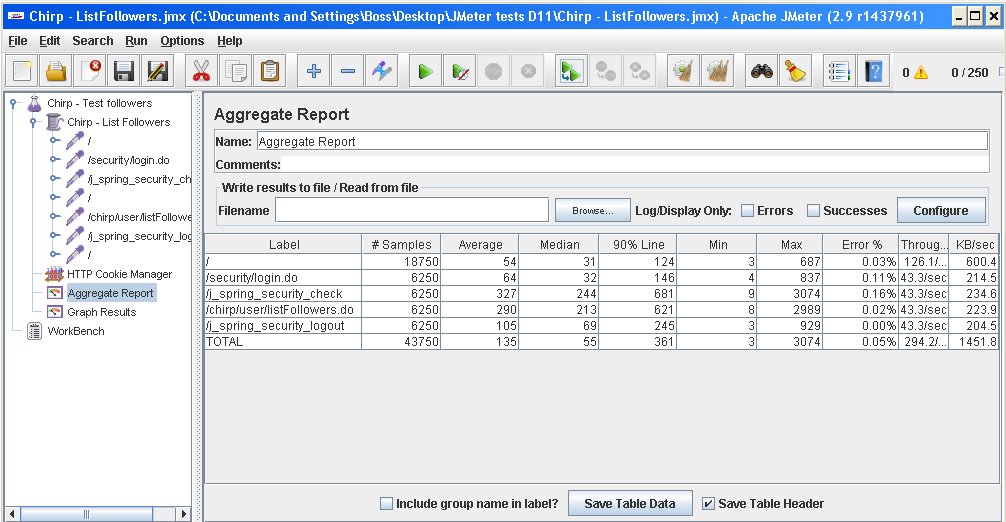 Chirp - ListFollowers.jmx (C:\Documents and Settings\Boss\Desktop\JMeter tests D11\Chirp - ListFollowers.jmx) - Apache JMeter (2.9 r1437961)
File Edit Search Run Options Help
0 0 / 250
Chirp - Test followers
Chirp - List Followers
/
/security/login.do
/j_spring_security_ch
/
/chirp/user/listFollowe
/j_spring_security_log
/
HTTP Cookie Manager
Aggregate Report
Graph Results
WorkBench
Aggregate Report
Name: Aggregate Report
Comments:
Write results to file / Read from file
Filename Browse... Log/Display Only: Errors Successes Configure
Label # Samples Average Median 90% Line Min Max Error % Throug... KB/sec
/ 18750 54 31 124 3 687 0.03% 126.1/... 600.4
/security/login.do 6250 64 32 146 4 837 0.11% 43.3/sec 214.5
/j_spring_security_check 6250 327 244 681 9 3074 0.16% 43.3/sec 234.6
/chirp/user/listFollowers.do 6250 290 213 621 8 2989 0.02% 43.3/sec 223.9
/j_spring_security_logout 6250 105 69 245 3 929 0.00% 43.3/sec 204.5
TOTAL 43750 135 55 361 3 3074 0.05% 294.2/... 1451.8
Include group name in label? Save Table Data Save Table Header